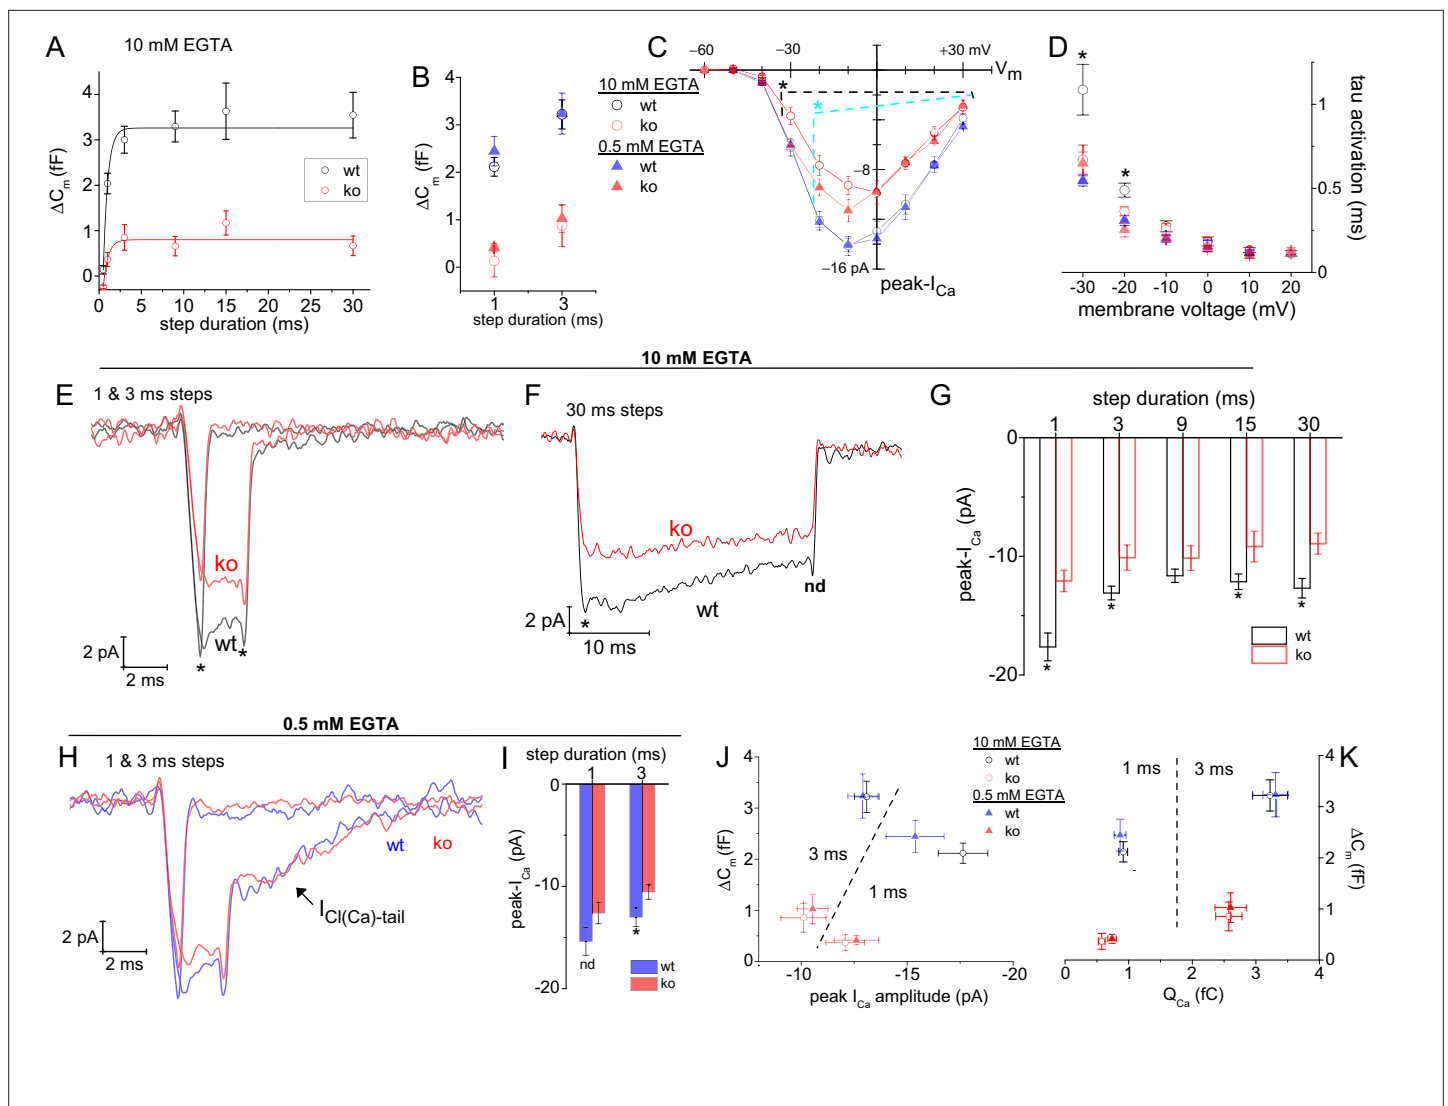 A
10 mM EGTA
ΔCm (fF)
4
3
2
1
0
wt
ko
0 5 10 15 20 25 30
step duration (ms)
B
ΔCm (fF)
4
2
0
1 3
step duration (ms)
10 mM EGTA
wt
ko
0.5 mM EGTA
wt
ko
C
−60 −30 +30 mV
Vm
*
*
−8
−16 pA
peak-ICa
D
*
*
1
0.5
0
tau activation (ms)
-30 -20 -10 0 10 20
membrane voltage (mV)
10 mM EGTA
E
1 & 3 ms steps
ko
wt
* *
2 pA
2 ms
F
30 ms steps
ko
wt
nd
*
2 pA
10 ms
G
step duration (ms)
1 3 9 15 30
0
-10
-20
peak-ICa (pA)
* * * *
wt
ko
0.5 mM EGTA
H
1 & 3 ms steps
wt ko
ICl(Ca)-tail
2 pA
2 ms
I
step duration (ms)
1 3
0
-10
-20
peak-ICa (pA)
nd
*
wt
ko
J
ΔCm (fF)
4
3
2
1
0
3 ms
1 ms
-10 -15 -20
peak ICa amplitude (pA)
10 mM EGTA
wt
ko
0.5 mM EGTA
wt
ko
K
1 ms 3 ms
4
3
2
1
0
ΔCm (fF)
0 1 2 3 4
QCa (fC)